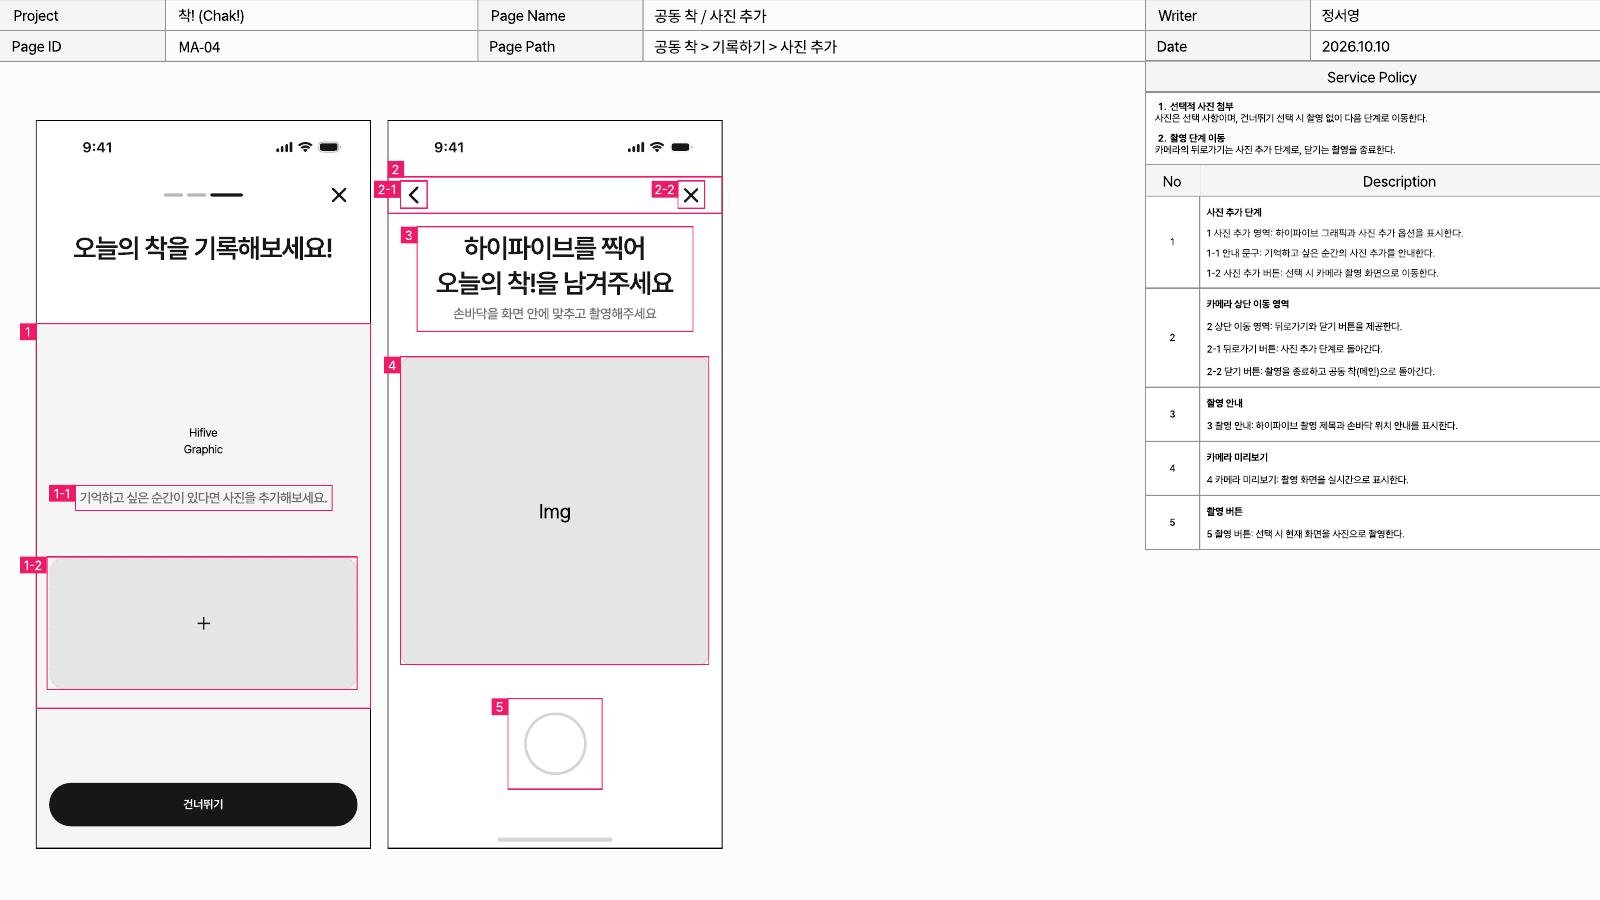 Project 착! (Chak!) Page Name 공동 착 / 사진 추가 Writer 정서영
Page ID MA-04 Page Path 공동 착 > 기록하기 > 사진 추가 Date 2026.10.10
9:41
오늘의 착을 기록해보세요!
1
Hifive
Graphic
1-1 기억하고 싶은 순간이 있다면 사진을 추가해보세요.
1-2
+
건너뛰기
9:41
2
2-1
2-2
3
하이파이브를 찍어
오늘의 착!을 남겨주세요
손바닥을 화면 안에 맞추고 촬영해주세요
4
Img
5
Service Policy
1. 선택적 사진 첨부
사진은 선택 사항이며, 건너뛰기 선택 시 촬영 없이 다음 단계로 이동한다.
2. 촬영 단계 이동
카메라의 뒤로가기는 사진 추가 단계로, 닫기는 촬영을 종료한다.
No Description
1
사진 추가 단계
1 사진 추가 영역: 하이파이브 그래픽과 사진 추가 옵션을 표시한다.
1-1 안내 문구: 기억하고 싶은 순간의 사진 추가를 안내한다.
1-2 사진 추가 버튼: 선택 시 카메라 촬영 화면으로 이동한다.
2
카메라 상단 이동 영역
2 상단 이동 영역: 뒤로가기와 닫기 버튼을 제공한다.
2-1 뒤로가기 버튼: 사진 추가 단계로 돌아간다.
2-2 닫기 버튼: 촬영을 종료하고 공동 착(메인)으로 돌아간다.
3
촬영 안내
3 촬영 안내: 하이파이브 촬영 제목과 손바닥 위치 안내를 표시한다.
4
카메라 미리보기
4 카메라 미리보기: 촬영 화면을 실시간으로 표시한다.
5
촬영 버튼
5 촬영 버튼: 선택 시 현재 화면을 사진으로 촬영한다.